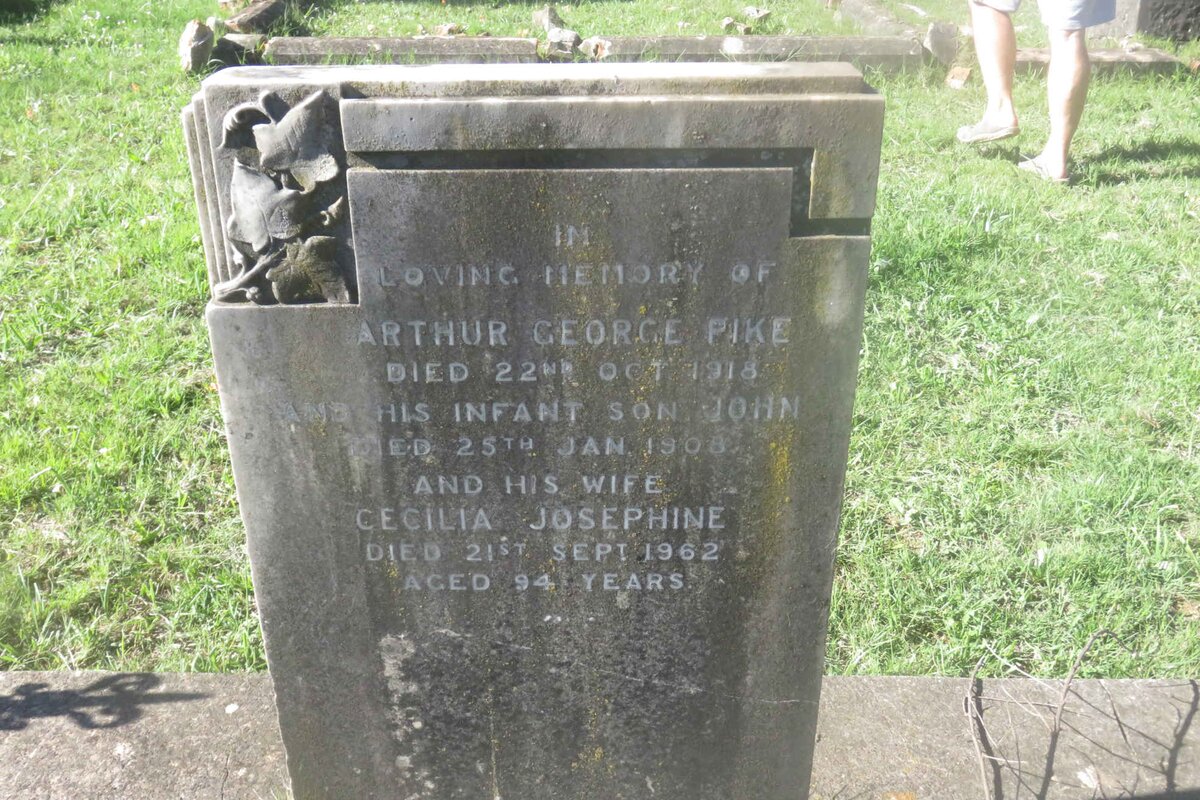 IN
LOVING MEMORY OF
ARTHUR GEORGE PIKE
DIED 22ND OCT 1918
AND HIS INFANT SON JOHN
DIED 25TH JAN. 1908
AND HIS WIFE
CECILIA JOSEPHINE
DIED 21ST SEPT. 1962
AGED 94 YEARS